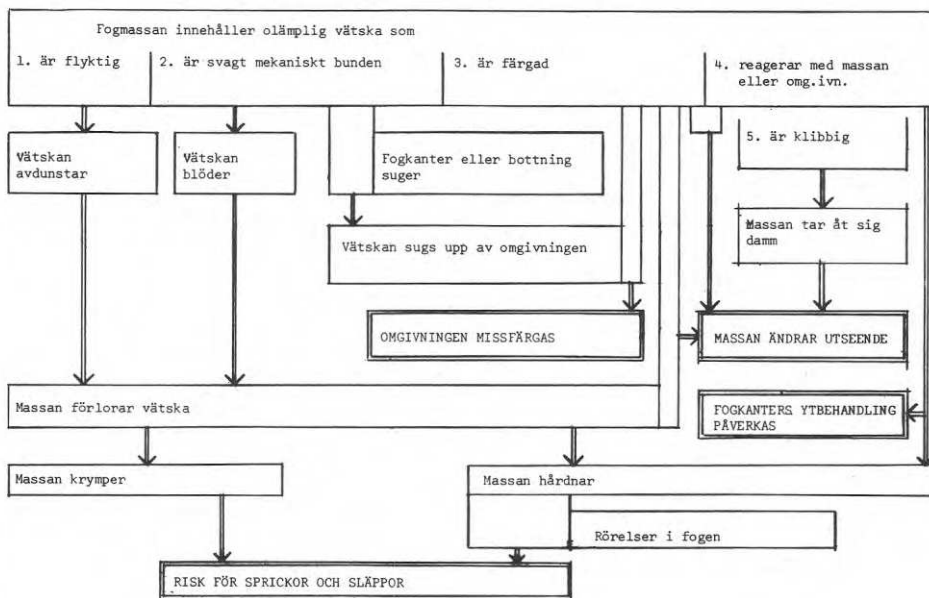 Fogmassan innehåller olämplig vätska som
1. är flyktig
2. är svagt mekaniskt bunden
3. är färgad
4. reagerar med massan
eller omg.ivn.
5. är klibbig
Vätskan
avdunstar
Vätskan
blöder
Fogkanter eller bottning
suger
Massan tar åt sig
damm
Vätskan sugs upp av omgivningen
OMGIVNINGEN MISSFÄRGAS
MASSAN ÄNDRAR UTSEENDE
Massan förlorar vätska
FOGKANTERS YTBEHANDLING
PÅVERKAS
Massan krymper
Massan hårdnar
Rörelser i fogen
RISK FÖR SPRICKOR OCH SLÄPPOR